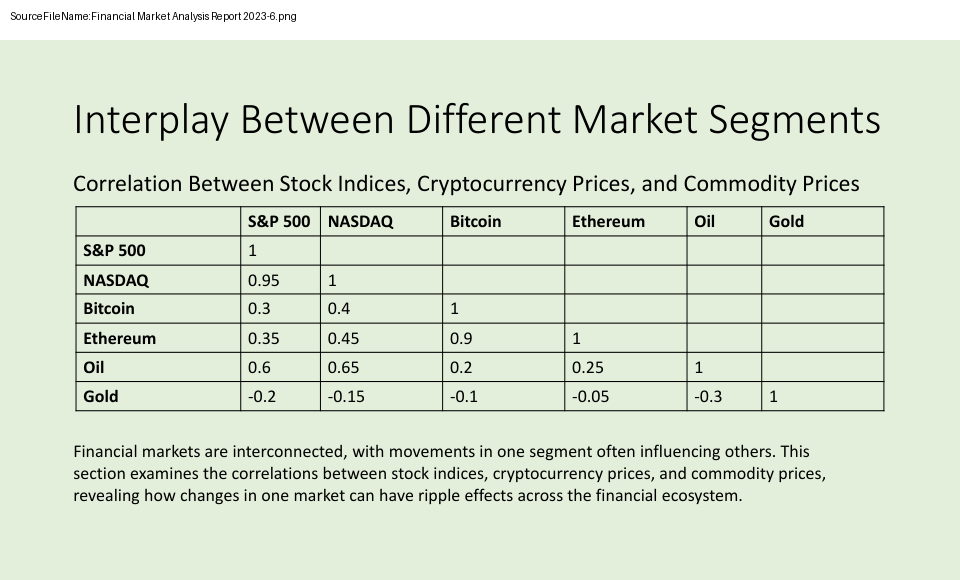 SourceFileName:Financial Market Analysis Report 2023-6.png
Interplay Between Different Market Segments
Correlation Between Stock Indices, Cryptocurrency Prices, and Commodity Prices
S&P 500 NASDAQ Bitcoin Ethereum Oil Gold
S&P 500 1
NASDAQ 0.95 1
Bitcoin 0.3 0.4 1
Ethereum 0.35 0.45 0.9 1
Oil 0.6 0.65 0.2 0.25 1
Gold -0.2 -0.15 -0.1 -0.05 -0.3 1
Financial markets are interconnected, with movements in one segment often influencing others. This
section examines the correlations between stock indices, cryptocurrency prices, and commodity prices,
revealing how changes in one market can have ripple effects across the financial ecosystem.